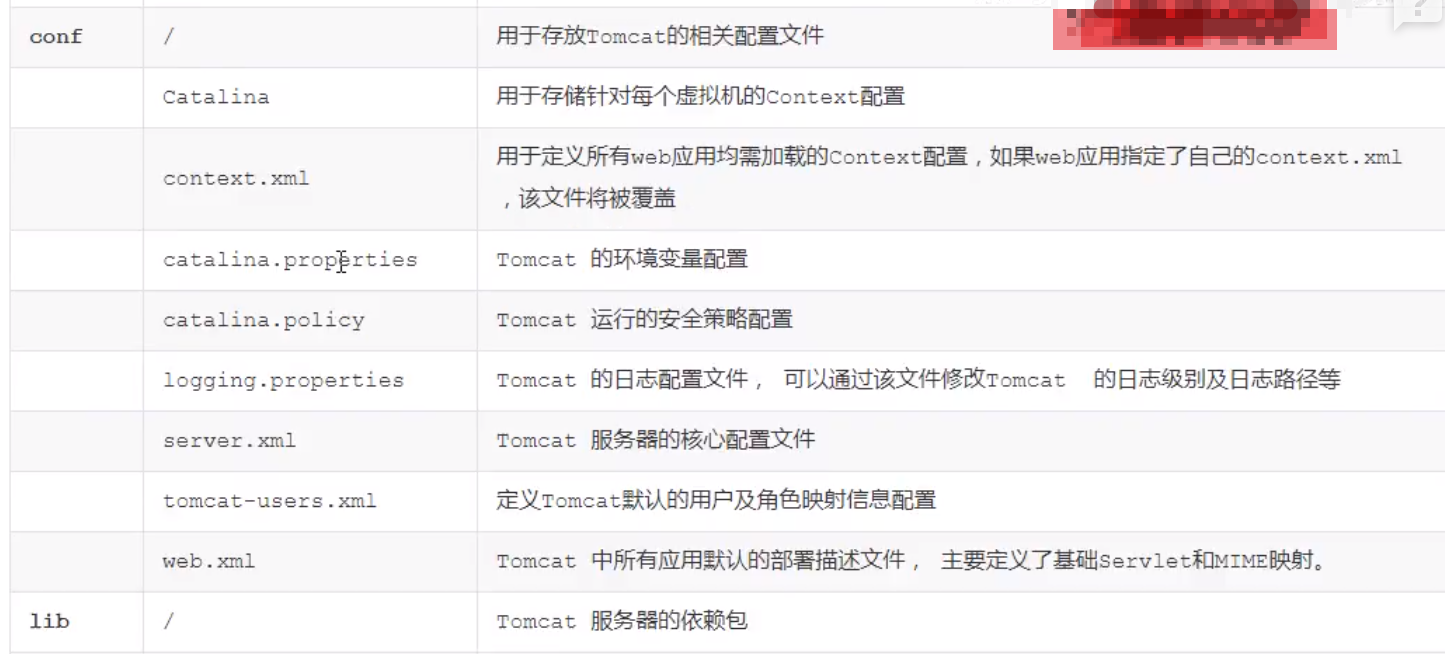 conf / 用于存放Tomcat的相关配置文件
Catalina 用于存储针对每个虚拟机的Context配置
context.xml 用于定义所有web应用均需加载的Context配置，如果web应用指定了自己的context.xml
，该文件将被覆盖
catalina.properties Tomcat 的环境变量配置
catalina.policy Tomcat 运行的安全策略配置
logging.properties Tomcat 的日志配置文件， 可以通过该文件修改Tomcat 的日志级别及日志路径等
server.xml Tomcat 服务器的核心配置文件
tomcat-users.xml 定义Tomcat默认的用户及角色映射信息配置
web.xml Tomcat 中所有应用默认的部署描述文件， 主要定义了基础Servlet和MIME映射。
lib / Tomcat 服务器的依赖包